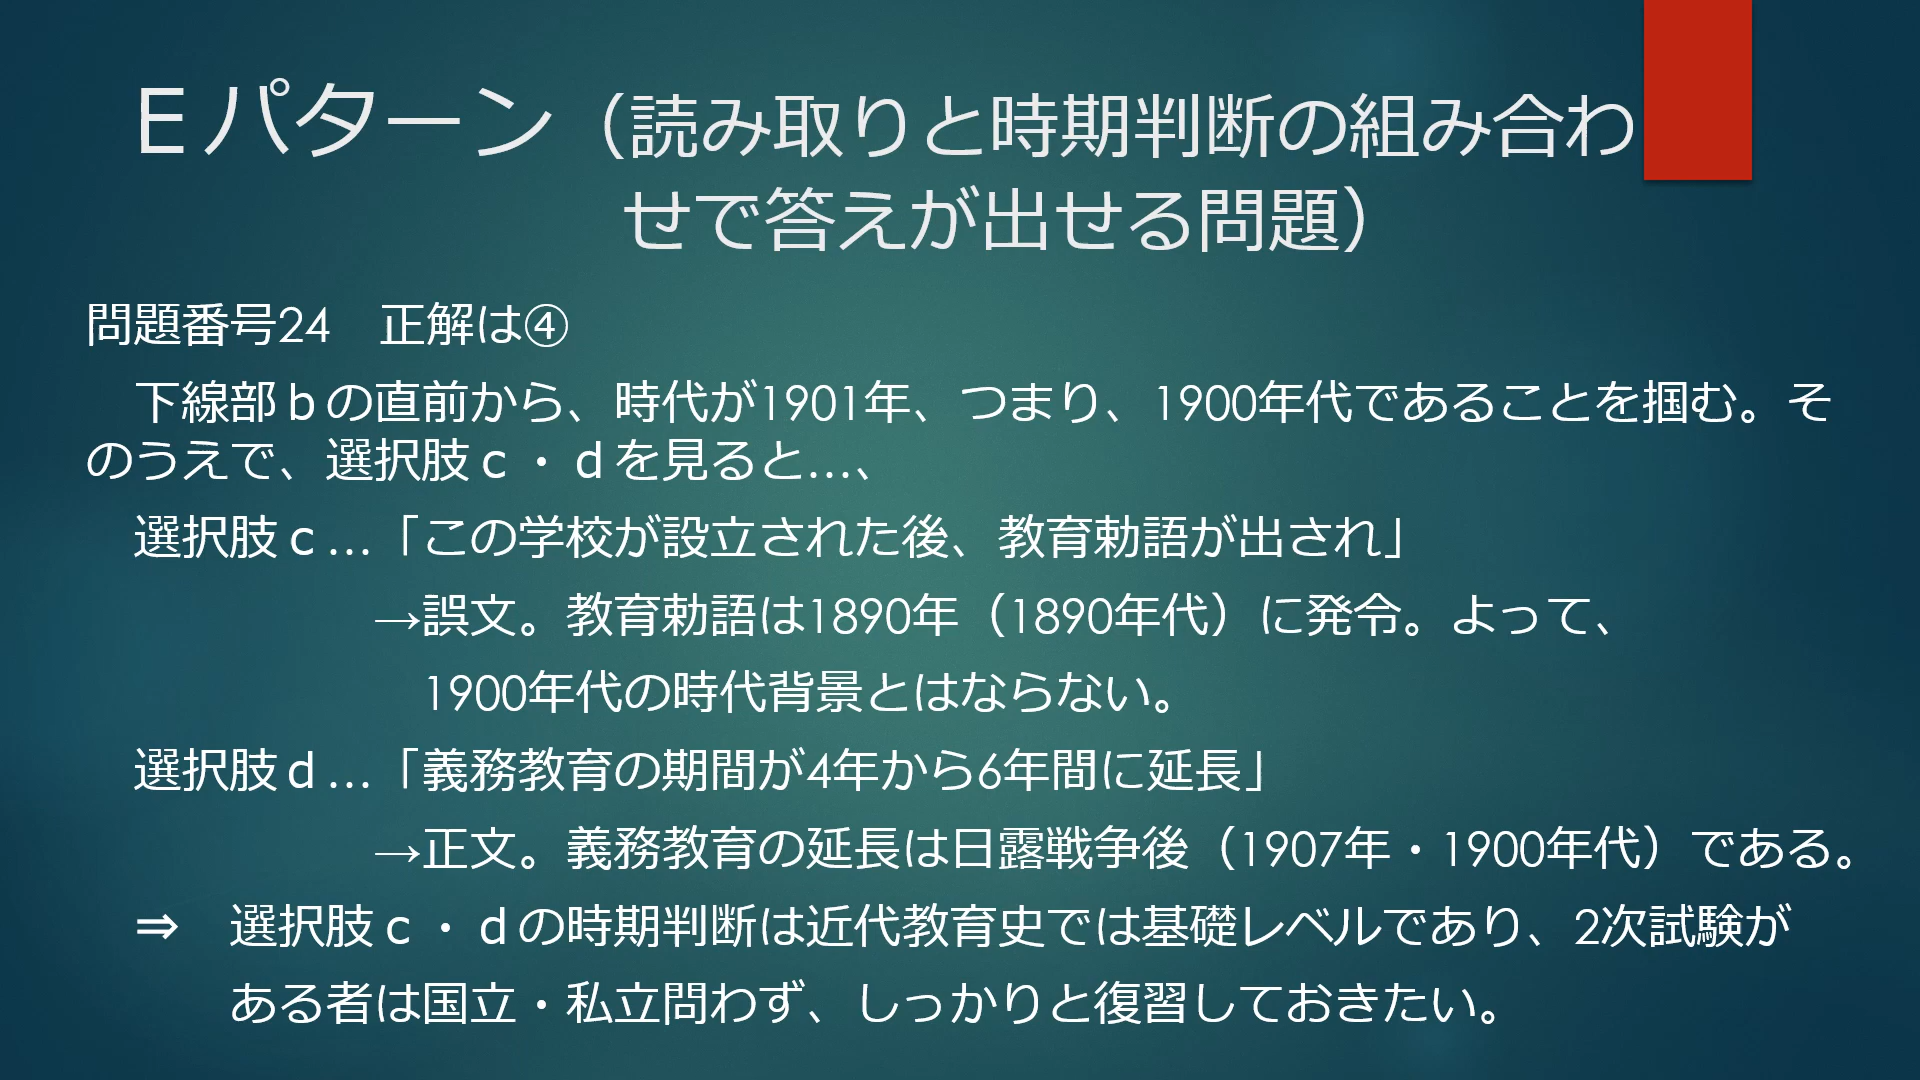 Ｅパターン（読み取りと時期判断の組み合わ
せで答えが出せる問題）
問題番号24　正解は④
下線部ｂの直前から、時代が1901年、つまり、1900年代であることを掴む。そ
のうえで、選択肢ｃ・ｄを見ると…、
選択肢ｃ…「この学校が設立された後、教育勅語が出され」
→誤文。教育勅語は1890年（1890年代）に発令。よって、
1900年代の時代背景とはならない。
選択肢ｄ…「義務教育の期間が4年から6年間に延長」
→正文。義務教育の延長は日露戦争後（1907年・1900年代）である。
⇒　選択肢ｃ・ｄの時期判断は近代教育史では基礎レベルであり、2次試験が
ある者は国立・私立問わず、しっかりと復習しておきたい。